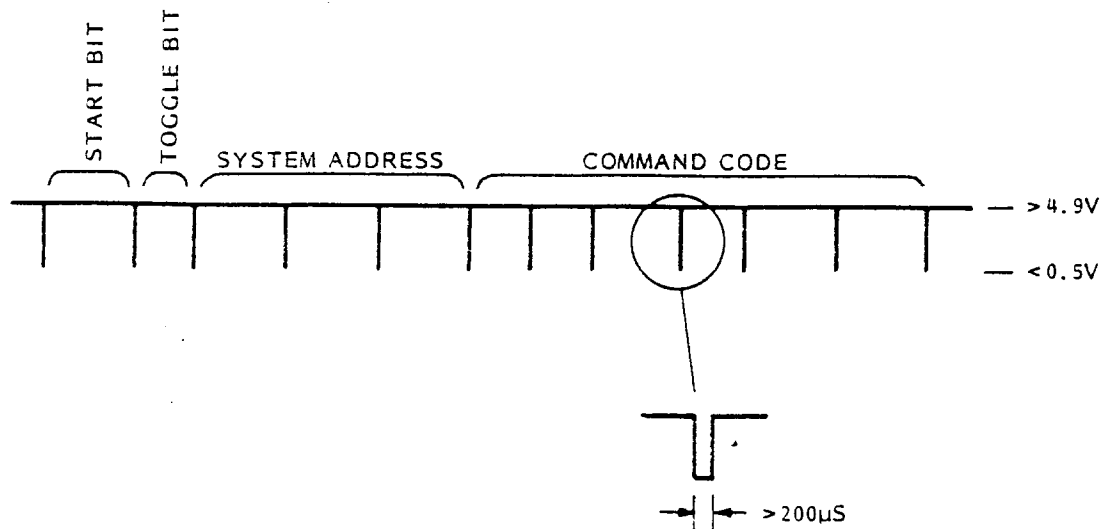 START BIT
TOGGLE BIT
SYSTEM ADDRESS
COMMAND CODE
>4.9V
<0.5V
>200µS